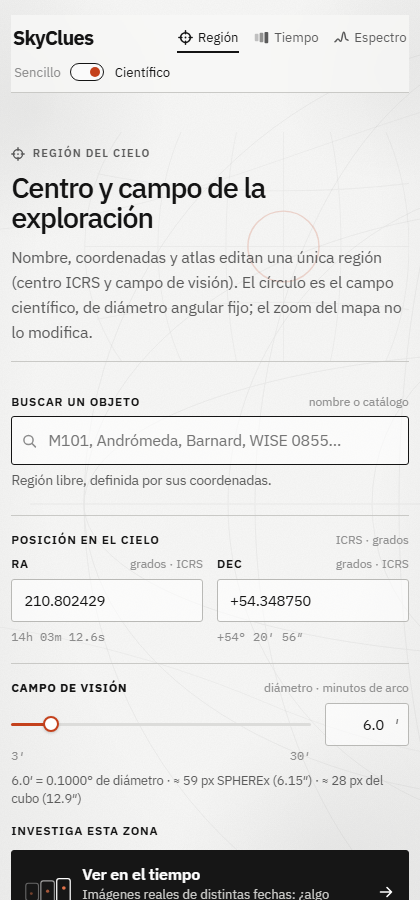 SkyClues
Región
Tiempo
Espectro
Sencillo
Científico
REGIÓN DEL CIELO
Centro y campo de la
exploración
Nombre, coordenadas y atlas editan una única región
(centro ICRS y campo de visión). El círculo es el campo
científico, de diámetro angular fijo; el zoom del mapa no
lo modifica.
BUSCAR UN OBJETO
nombre o catálogo
M101, Andrómeda, Barnard, WISE 0855...
Región libre, definida por sus coordenadas.
POSICIÓN EN EL CIELO
ICRS · grados
RA
grados · ICRS
DEC
grados · ICRS
210.802429
+54.348750
14h 03m 12.6s
+54° 20′ 56″
CAMPO DE VISIÓN
diámetro · minutos de arco
6.0 ′
3′
30′
6.0′ = 0.1000° de diámetro · ≈ 59 px SPHEREx (6.15″) · ≈ 28 px del
cubo (12.9″)
INVESTIGA ESTA ZONA
Ver en el tiempo
Imágenes reales de distintas fechas: ¿algo